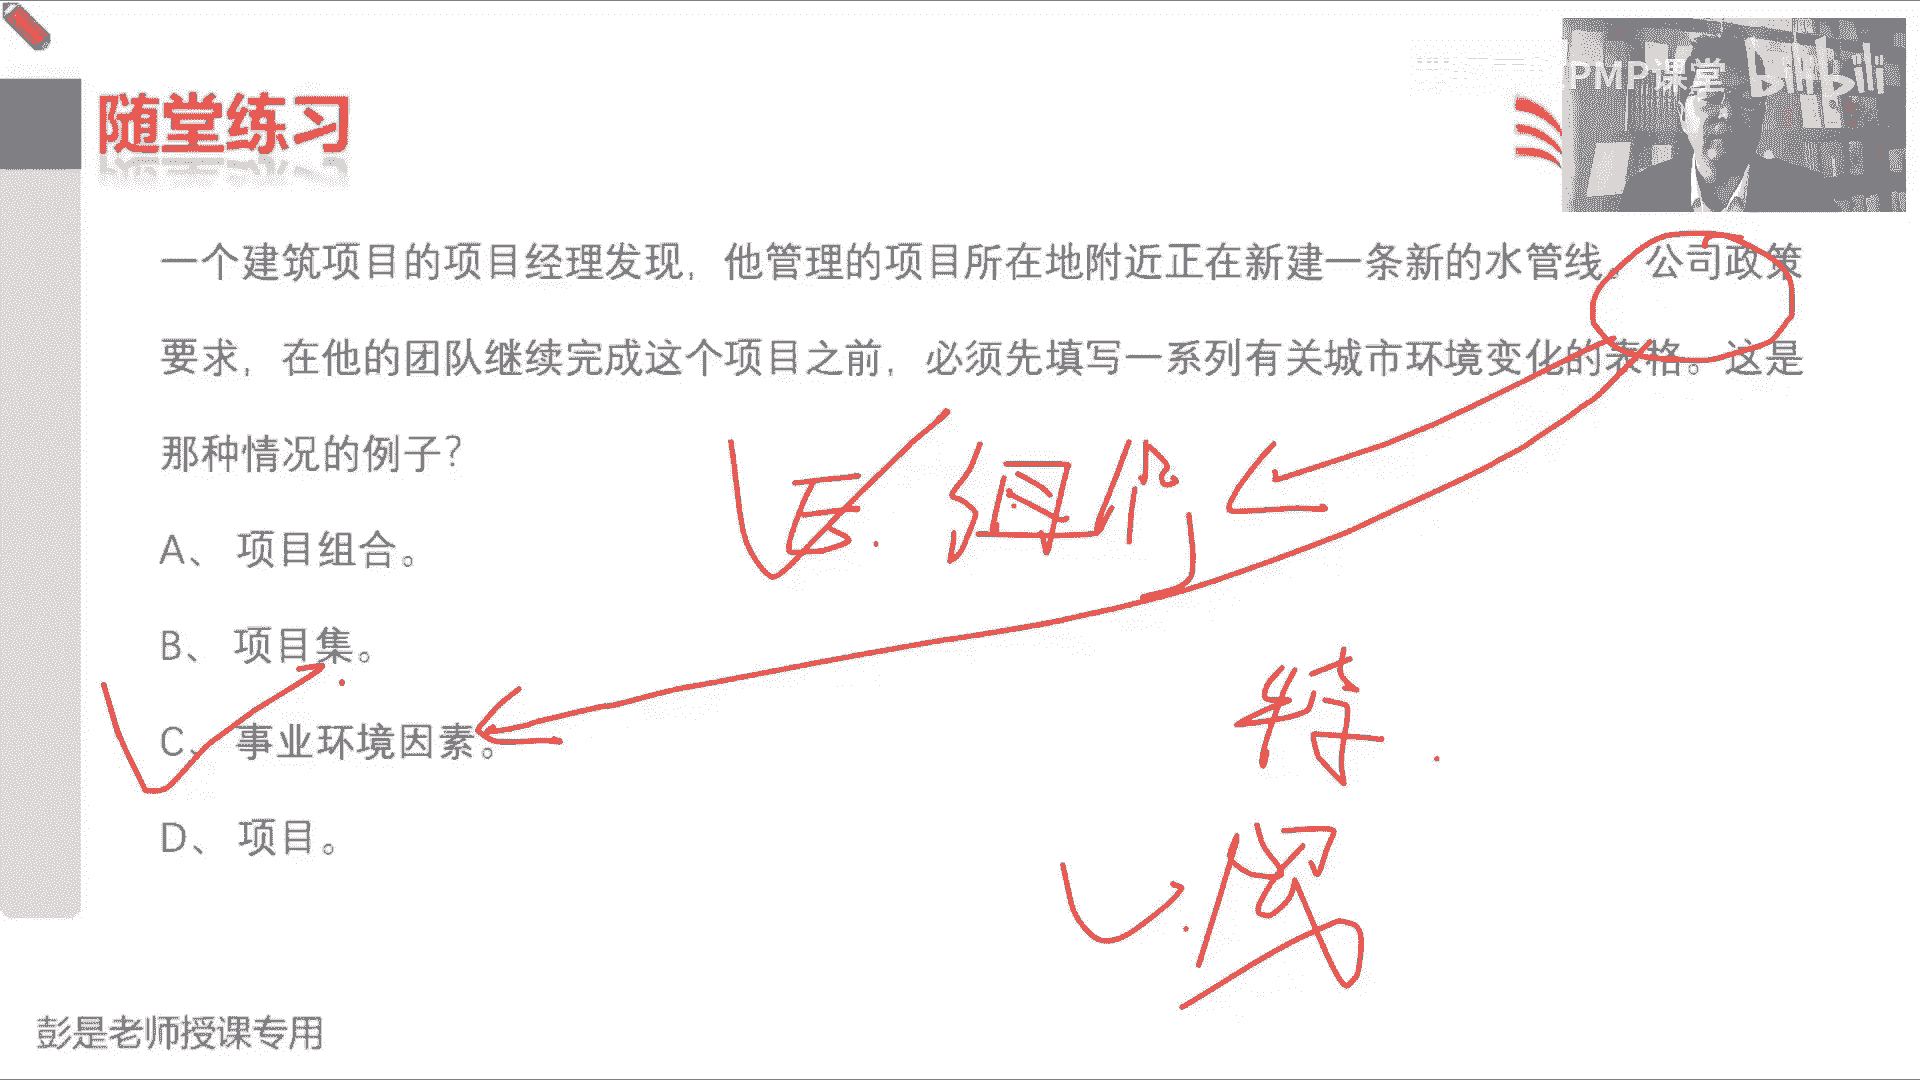 PMP课堂 bilibili
随堂练习
一个建筑项目的项目经理发现，他管理的项目所在地附近正在新建一条新的水管线。公司政策
要求，在他的团队继续完成这个项目之前，必须先填写一系列有关城市环境变化的表格。这是
那种情况的例子？
E.组
A、 项目组合。
B、 项目集。
C、 事业环境因素。
D、 项目。
彭是老师授课专用